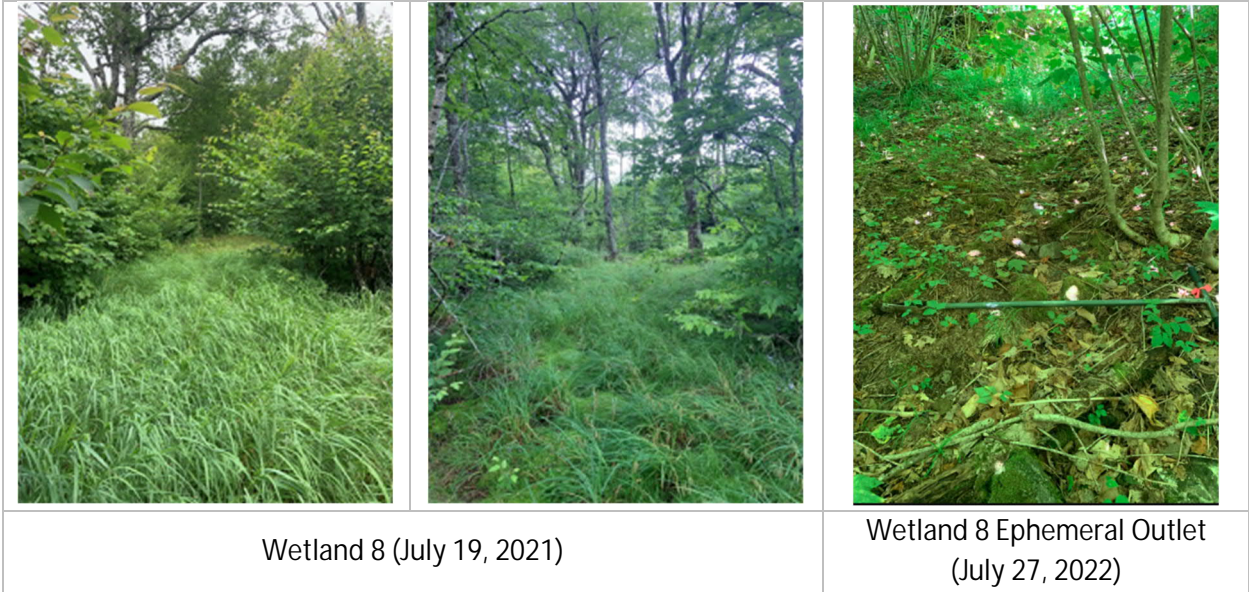 Wetland 8 (July 19, 2021)
Wetland 8 Ephemeral Outlet
(July 27, 2022)